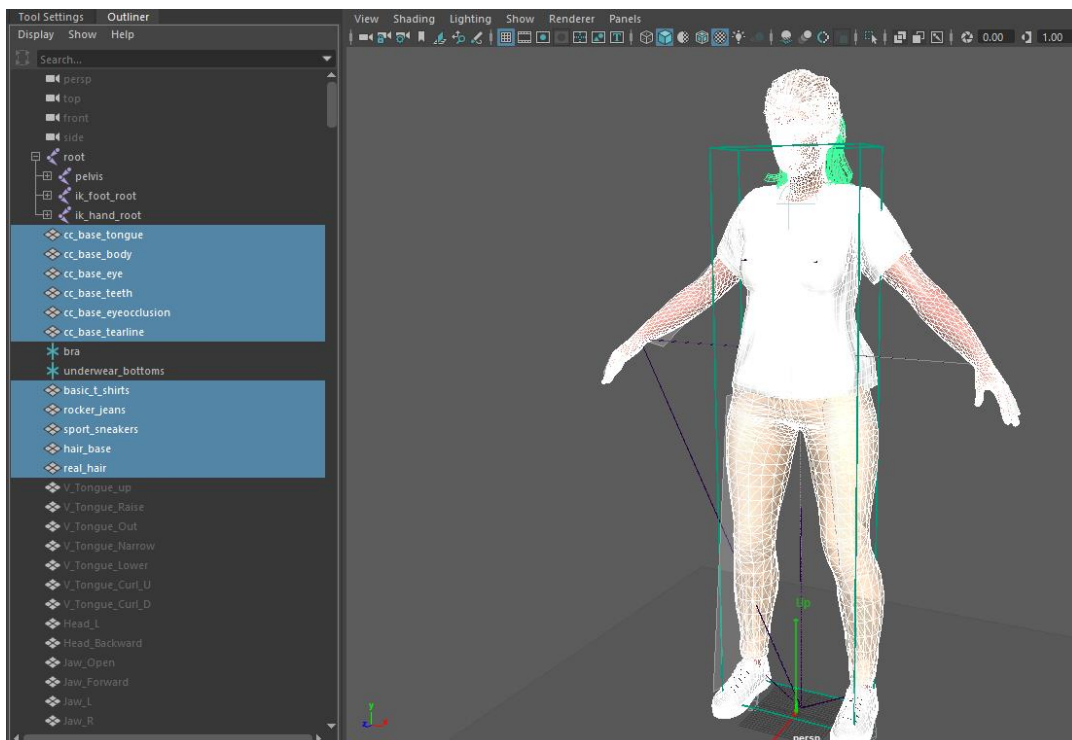 Tool Settings Outliner
Display Show Help
Search...
persp
top
front
side
root
pelvis
ik_foot_root
ik_hand_root
cc_base_tongue
cc_base_body
cc_base_eye
cc_base_teeth
cc_base_eyeocclusion
cc_base_tearline
bra
underwear_bottoms
basic_t_shirts
rocker_jeans
sport_sneakers
hair_base
real_hair
V_Tongue_up
V_Tongue_Raise
V_Tongue_Out
V_Tongue_Narrow
V_Tongue_Lower
V_Tongue_Curl_U
V_Tongue_Curl_D
Head_L
Head_Backward
Jaw_Open
Jaw_Forward
Jaw_L
Jaw_R
View Shading Lighting Show Renderer Panels
0.00 1.00
Up
y
z x
persp